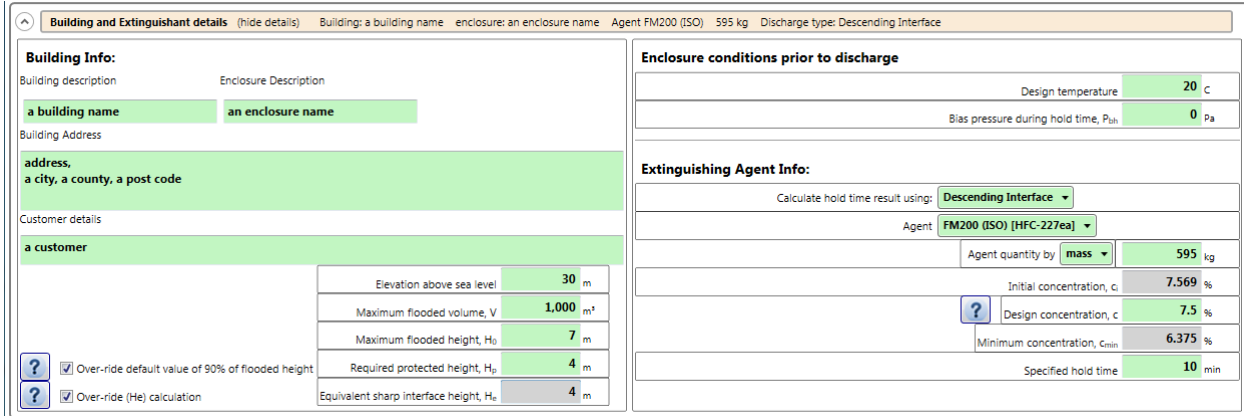 Building and Extinguishant details (hide details) Building: a building name enclosure: an enclosure name Agent FM200 (ISO) 595 kg Discharge type: Descending Interface
Building Info:
Building description Enclosure Description
a building name an enclosure name
Building Address
address,
a city, a county, a post code
Customer details
a customer
Elevation above sea level 30 m
Maximum flooded volume, V 1,000 m³
Maximum flooded height, H₀ 7 m
? Over-ride default value of 90% of flooded height Required protected height, Hₚ 4 m
? Over-ride (He) calculation Equivalent sharp interface height, Hₑ 4 m
Enclosure conditions prior to discharge
Design temperature 20 C
Bias pressure during hold time, Pbh 0 Pa
Extinguishing Agent Info:
Calculate hold time result using: Descending Interface
Agent FM200 (ISO) [HFC-227ea]
Agent quantity by mass 595 kg
Initial concentration, cᵢ 7.569 %
? Design concentration, c 7.5 %
Minimum concentration, cmin 6.375 %
Specified hold time 10 min